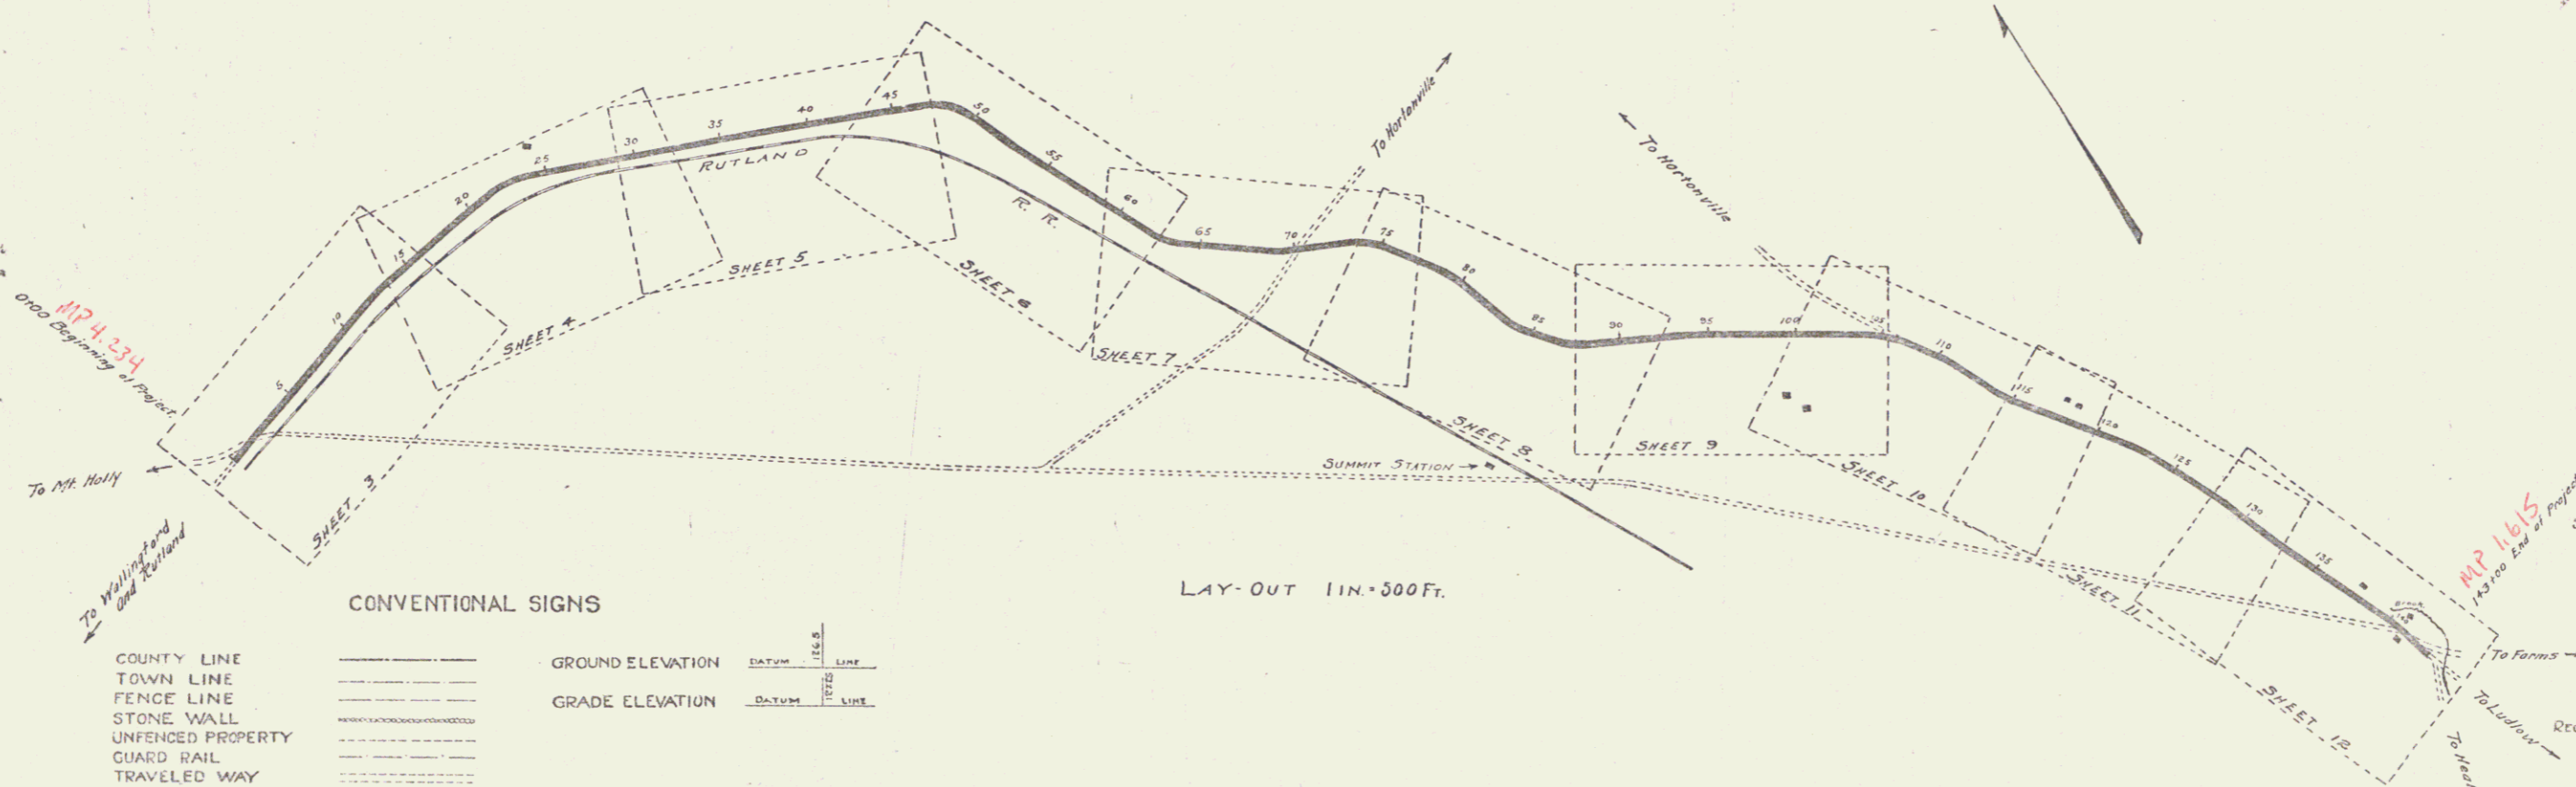 MP 4.234
0+00 Beginning of Project.
To Mt. Holly
To Wallingford
and Rutland
5
10
15
20
25
30
35
40
45
50
55
60
65
70
75
80
85
90
95
100
105
110
115
120
125
130
135
RUTLAND
R. R.
To Hortonville
To Hortonville
SHEET 3
SHEET 4
SHEET 5
SHEET 6
SHEET 7
SHEET 8
SHEET 9
SHEET 10
SHEET 11
SHEET 12
SUMMIT STATION
MP 1.615
143+00 End of Project
To Farms
To Ludlow
LAY-OUT 1 IN. = 500 FT.
CONVENTIONAL SIGNS
COUNTY LINE
TOWN LINE
FENCE LINE
STONE WALL
UNFENCED PROPERTY
GUARD RAIL
TRAVELED WAY
GROUND ELEVATION DATUM LINE
GRADE ELEVATION DATUM LINE